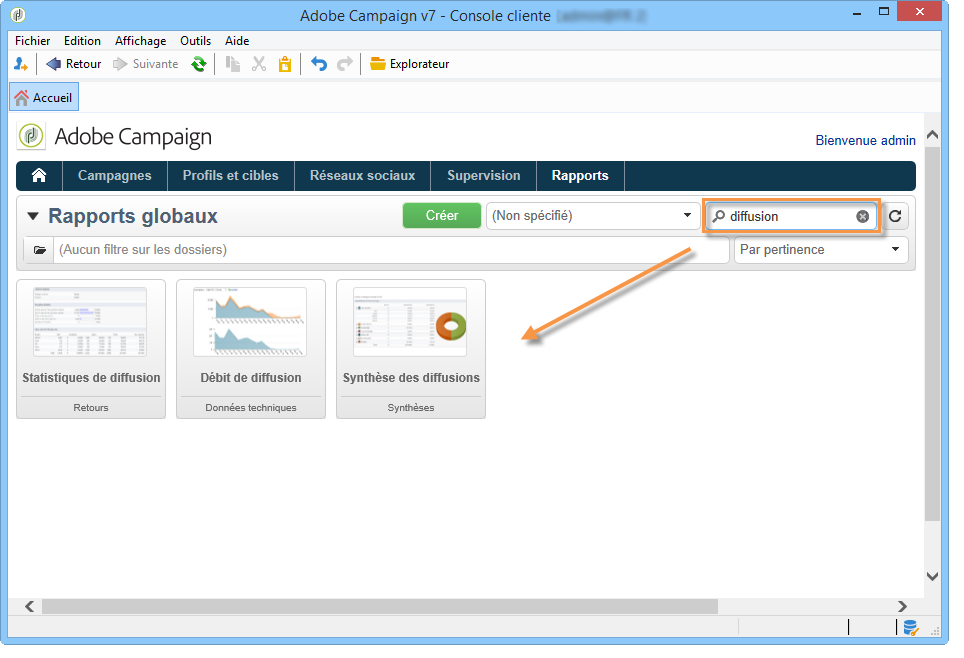 Adobe Campaign v7 - Console cliente
Fichier Edition Affichage Outils Aide
Retour Suivante Explorateur
Accueil
Adobe Campaign
Bienvenue admin
Campagnes Profils et cibles Réseaux sociaux Supervision Rapports
Rapports globaux Créer (Non spécifié) diffusion
(Aucun filtre sur les dossiers) Par pertinence
Statistiques de diffusion Débit de diffusion Synthèse des diffusions
Retours Données techniques Synthèses